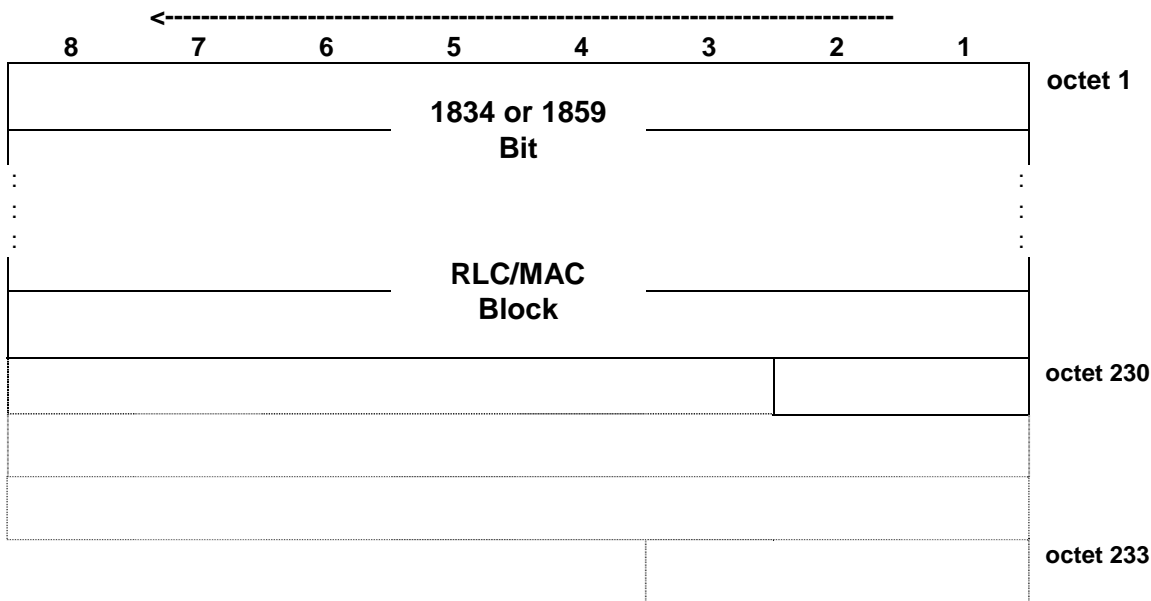 <--------------------------------------------------------------------------------
8 7 6 5 4 3 2 1
octet 1
1834 or 1859
Bit
: :
: :
: :
RLC/MAC
Block
octet 230
octet 233